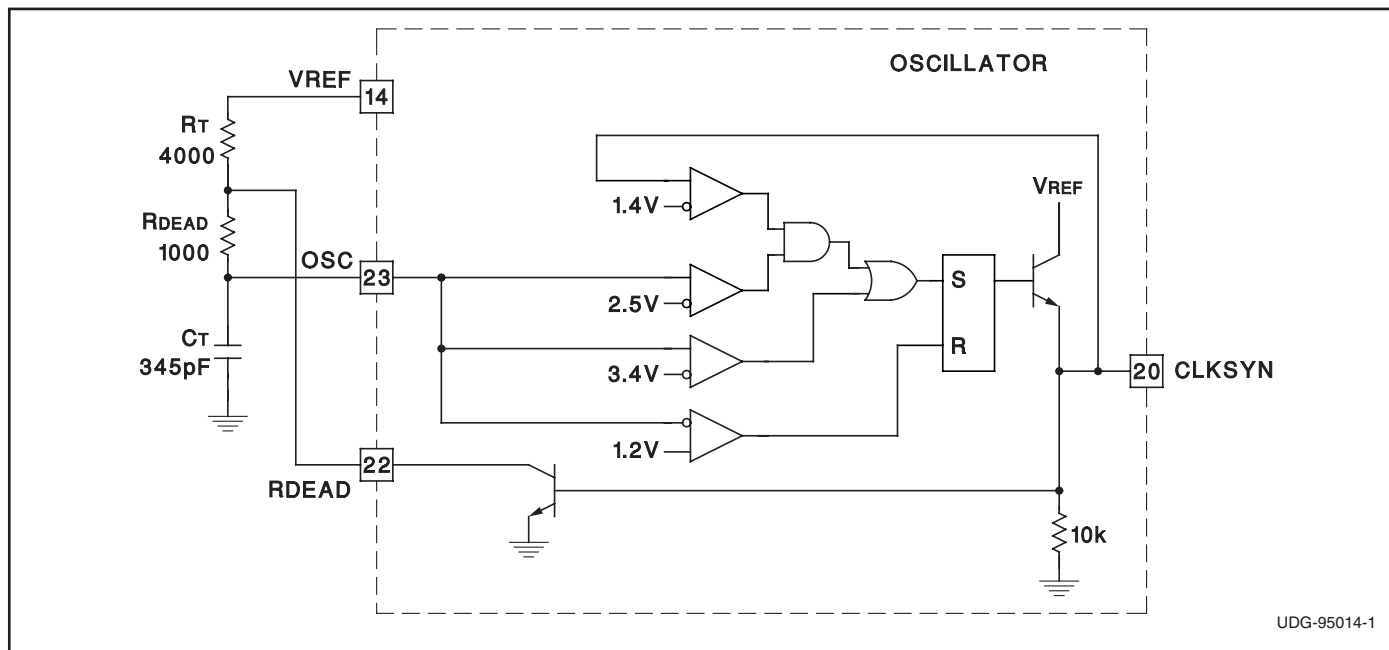 OSCILLATOR
VREF
14
RT
4000
RDEAD
1000
OSC
23
CT
345pF
22
RDEAD
1.4V
2.5V
3.4V
1.2V
S
R
VREF
20
CLKSYN
10k
UDG-95014-1